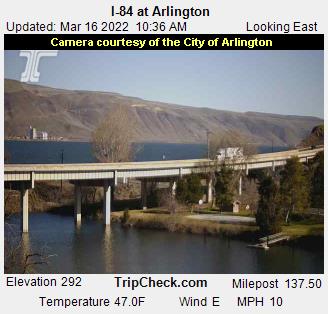 I-84 at Arlington
Updated: Mar 16 2022 10:36 AM Looking East
Camera courtesy of the City of Arlington
Elevation 292 TripCheck.com Milepost 137.50
Temperature 47.0F Wind E MPH 10